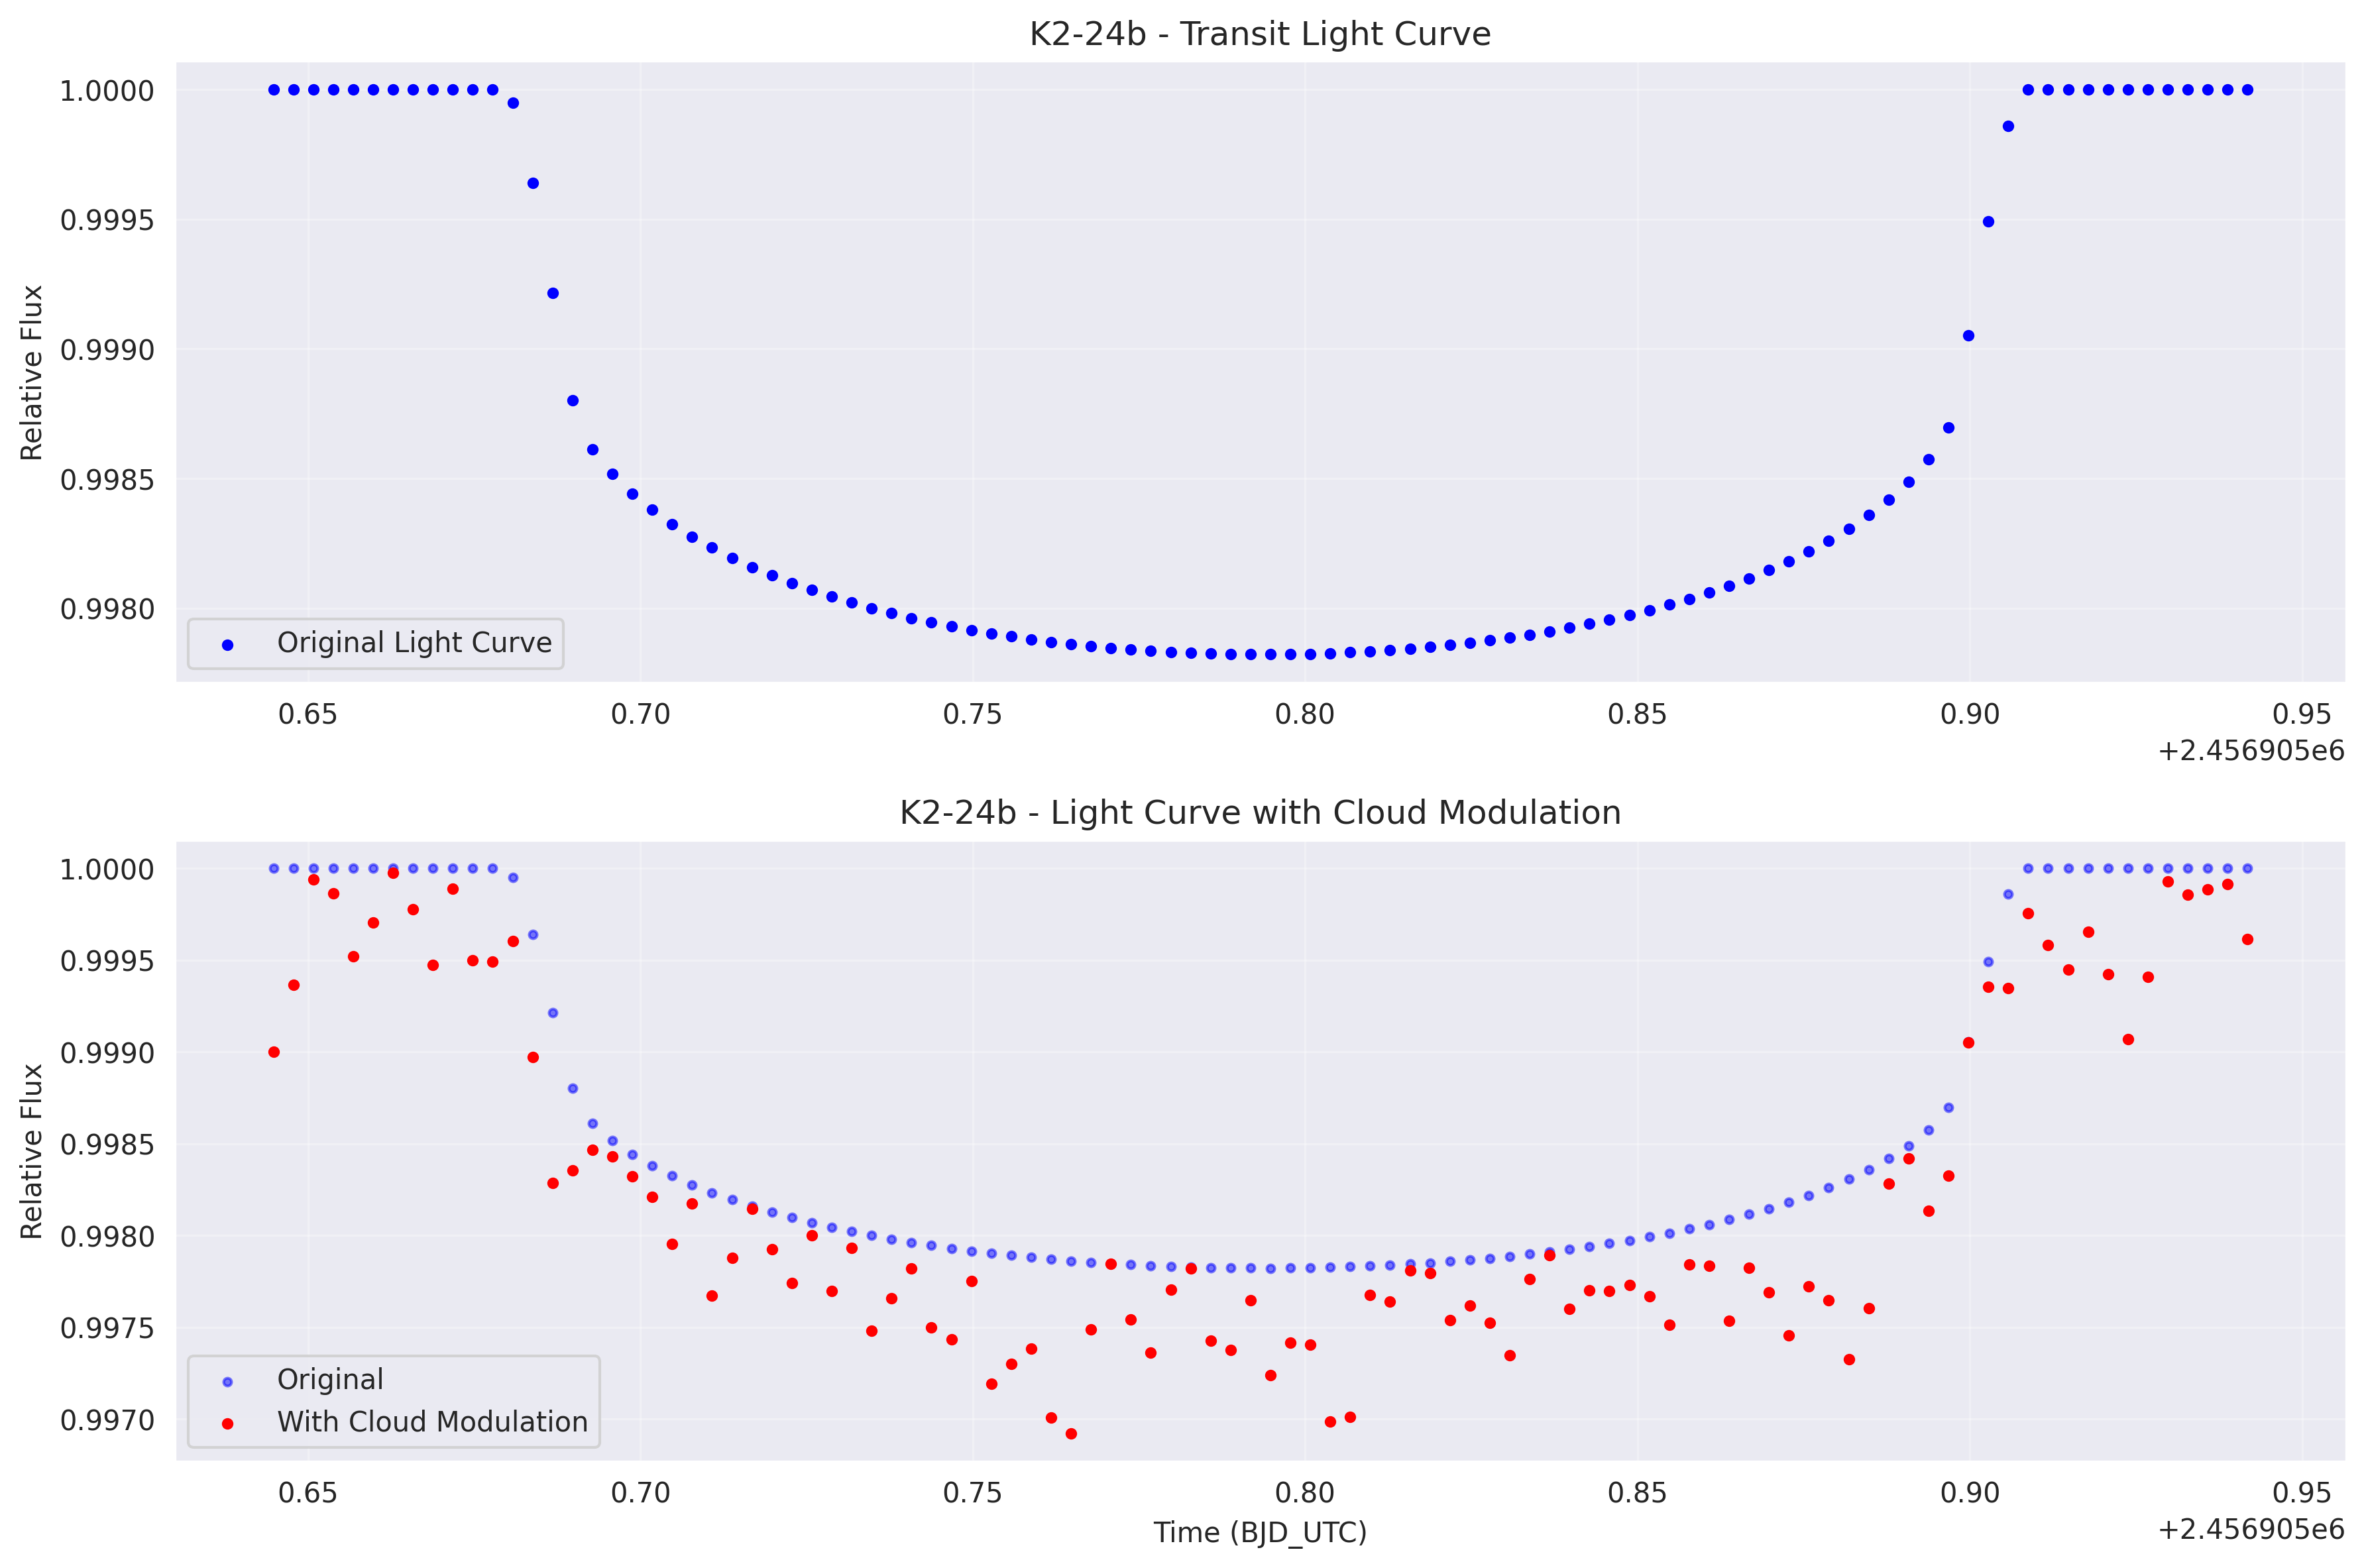 K2-24b - Transit Light Curve
1.0000
0.9995
0.9990
0.9985
0.9980
Relative Flux
Original Light Curve
0.65 0.70 0.75 0.80 0.85 0.90 0.95
+2.456905e6
K2-24b - Light Curve with Cloud Modulation
1.0000
0.9995
0.9990
0.9985
0.9980
0.9975
0.9970
Relative Flux
Original
With Cloud Modulation
0.65 0.70 0.75 0.80 0.85 0.90 0.95
Time (BJD_UTC)
+2.456905e6